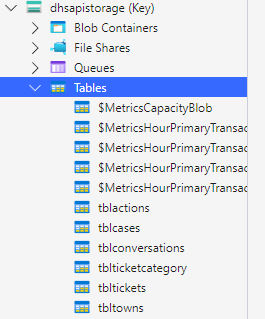 dhsapistorage (Key)
Blob Containers
File Shares
Queues
Tables
$MetricsCapacityBlob
$MetricsHourPrimaryTransac
$MetricsHourPrimaryTransac
$MetricsHourPrimaryTransac
$MetricsHourPrimaryTransac
tblactions
tblcases
tblconversations
tblticketcategory
tbltickets
tbltowns